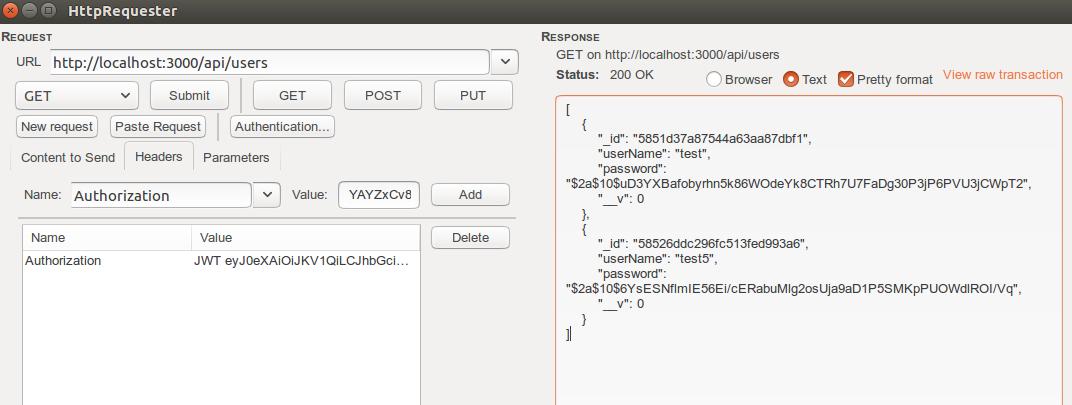 HttpRequester
REQUEST
URL http://localhost:3000/api/users
GET Submit GET POST PUT
New request Paste Request Authentication...
Content to Send Headers Parameters
Name: Authorization Value: YAYZxCv8 Add
Name Value Delete
Authorization JWT eyJ0eXAiOiJKV1QiLCJhbGci...
RESPONSE
GET on http://localhost:3000/api/users
Status: 200 OK Browser Text Pretty format View raw transaction
[
{
"_id": "5851d37a87544a63aa87dbf1",
"userName": "test",
"password":
"$2a$10$uD3YXBafobyrhn5k86WOdeYk8CTRh7U7FaDg30P3jP6PVU3jCWpT2",
"__v": 0
},
{
"_id": "58526ddc296fc513fed993a6",
"userName": "test5",
"password":
"$2a$10$6YsESNflmIE56Ei/cERabuMlg2osUja9aD1P5SMKpPUOWdlROI/Vq",
"__v": 0
}
]